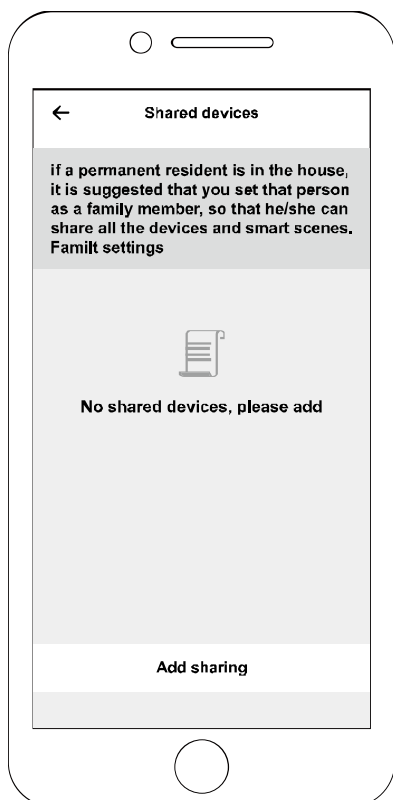 Shared devices
if a permanent resident is in the house,
it is suggested that you set that person
as a family member, so that he/she can
share all the devices and smart scenes.
Familt settings
No shared devices, please add
Add sharing